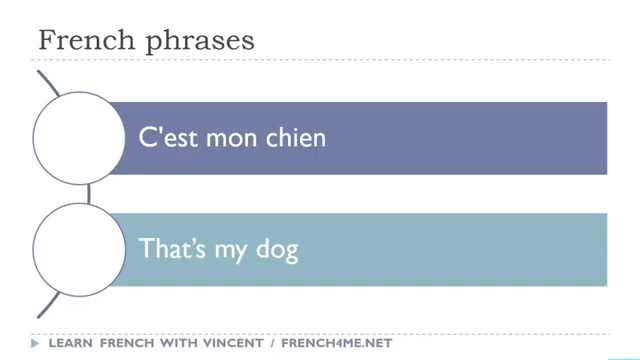 French phrases
C'est mon chien
That's my dog
LEARN FRENCH WITH VINCENT / FRENCH4ME.NET